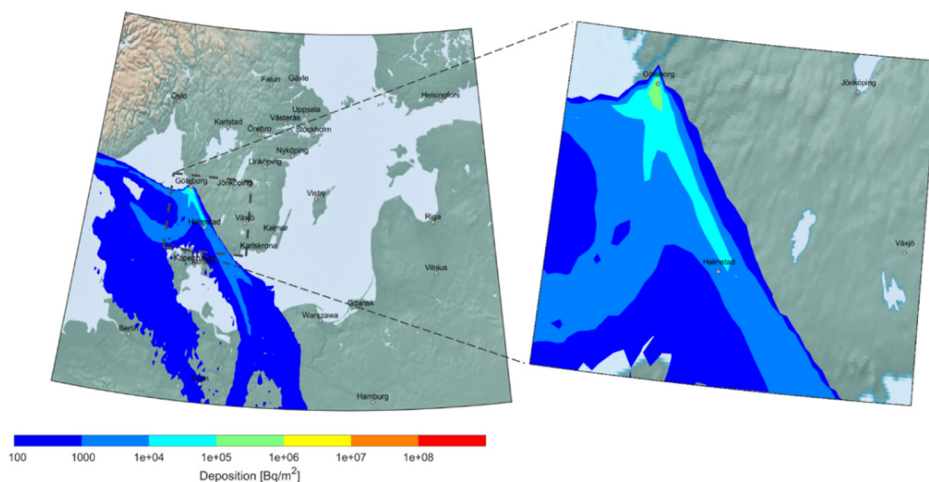 Falun
Gävle
Oslo
Helsingfors
Uppsala
Västerås
Karlstad
Örebro
Stockholm
Nyköping
Linköping
Göteborg
Jönköping
Visby
Halmstad
Växjö
Kalmar
Riga
Karlskrona
Vilnius
Gdansk
Warszawa
Berlin
Hamburg
Göteborg
Jönköping
Växjö
Halmstad
100 1000 1e+04 1e+05 1e+06 1e+07 1e+08
Deposition [Bq/m²]